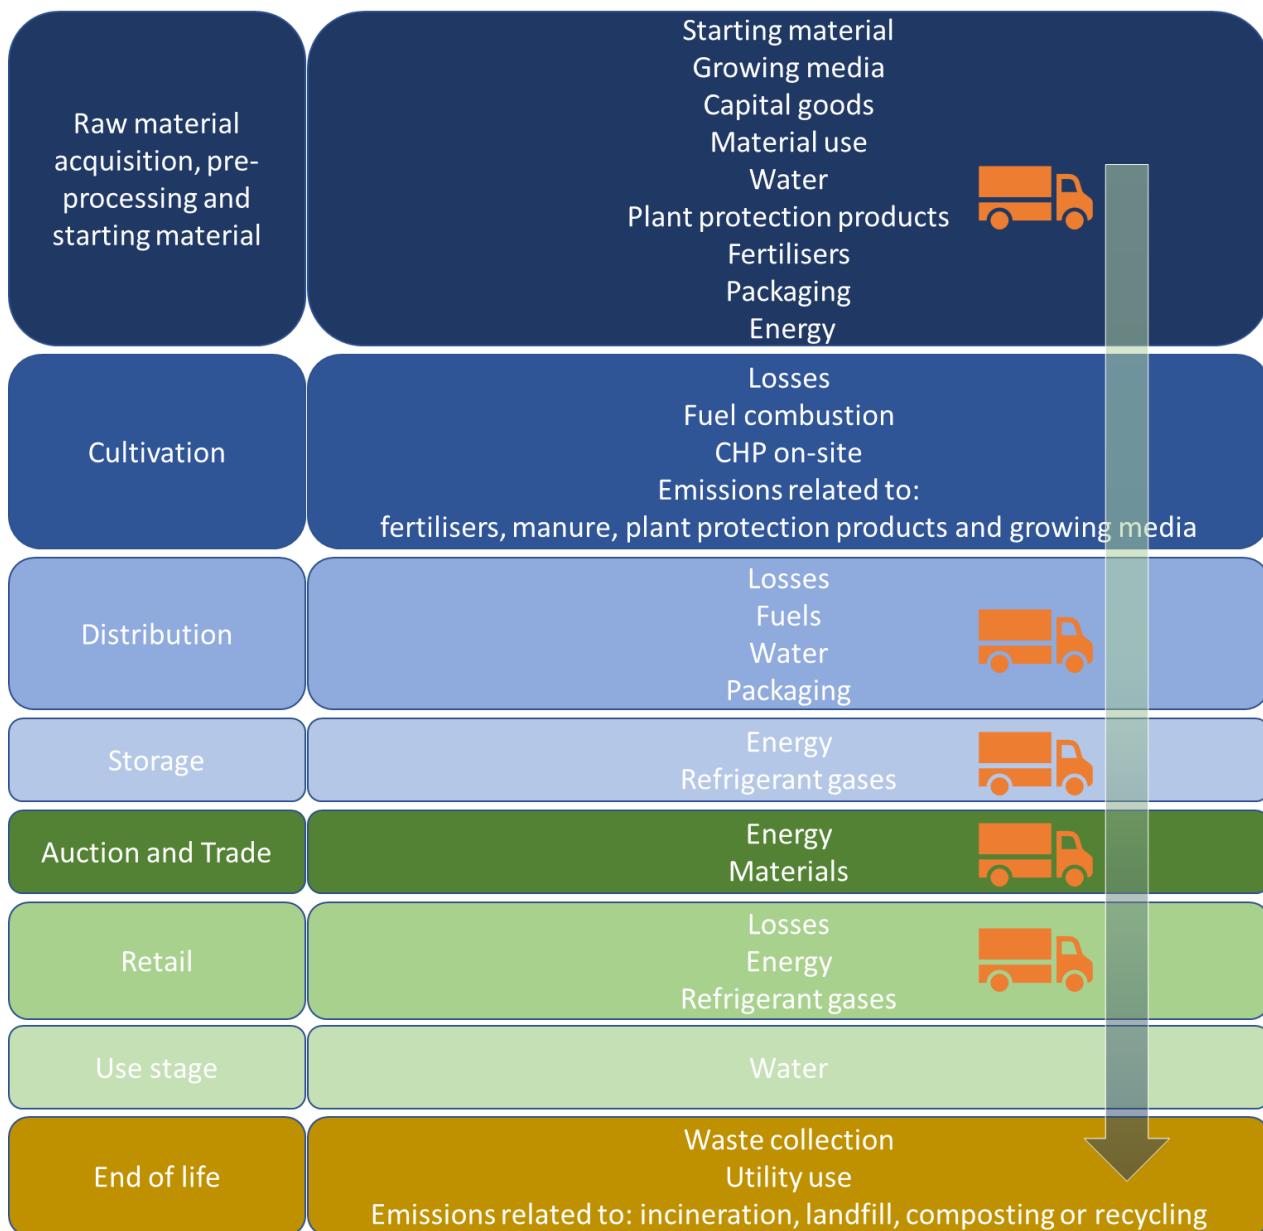 Raw material
acquisition, pre-
processing and
starting material
Starting material
Growing media
Capital goods
Material use
Water
Plant protection products
Fertilisers
Packaging
Energy
Cultivation
Losses
Fuel combustion
CHP on-site
Emissions related to:
fertilisers, manure, plant protection products and growing media
Distribution
Losses
Fuels
Water
Packaging
Storage
Energy
Refrigerant gases
Auction and Trade
Energy
Materials
Retail
Losses
Energy
Refrigerant gases
Use stage
Water
End of life
Waste collection
Utility use
Emissions related to: incineration, landfill, composting or recycling